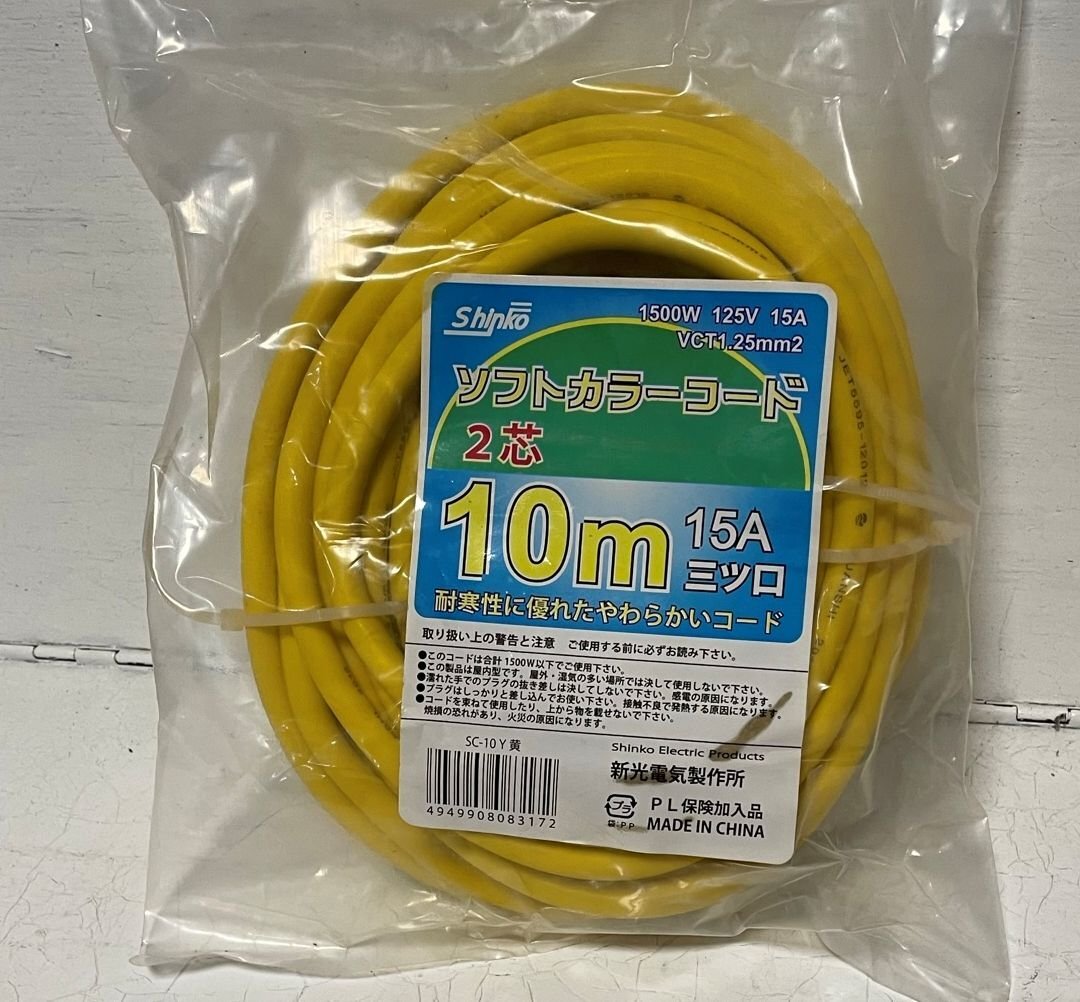 Shinko
1500W 125V 15A
VCT1.25mm2
ソフトカラーコード
2芯
10m
15A
三ツ口
耐寒性に優れたやわらかいコード
取り扱い上の警告と注意 ご使用する前に必ずお読み下さい。
●このコードは合計1500W以下でご使用下さい。
●この製品は屋内型です。屋外・湿気の多い場所では決して使用しないで下さい。
●濡れた手でのプラグの抜き差しは決してしないで下さい。感電の原因になります。
●プラグはしっかりと差し込んでお使い下さい。接触不良で発熱する原因になります。
●コードを束ねて使用したり、上から物を載せないで下さい。
焼損の恐れがあり、火災の原因になります。
SC-10 Y 黄
4949908083172
Shinko Electric Products
新光電気製作所
プラ
袋:PP
PL保険加入品
MADE IN CHINA